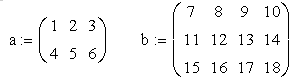 a := ( 1 2 3
4 5 6 )
b := ( 7 8 9 10
11 12 13 14
15 16 17 18 )